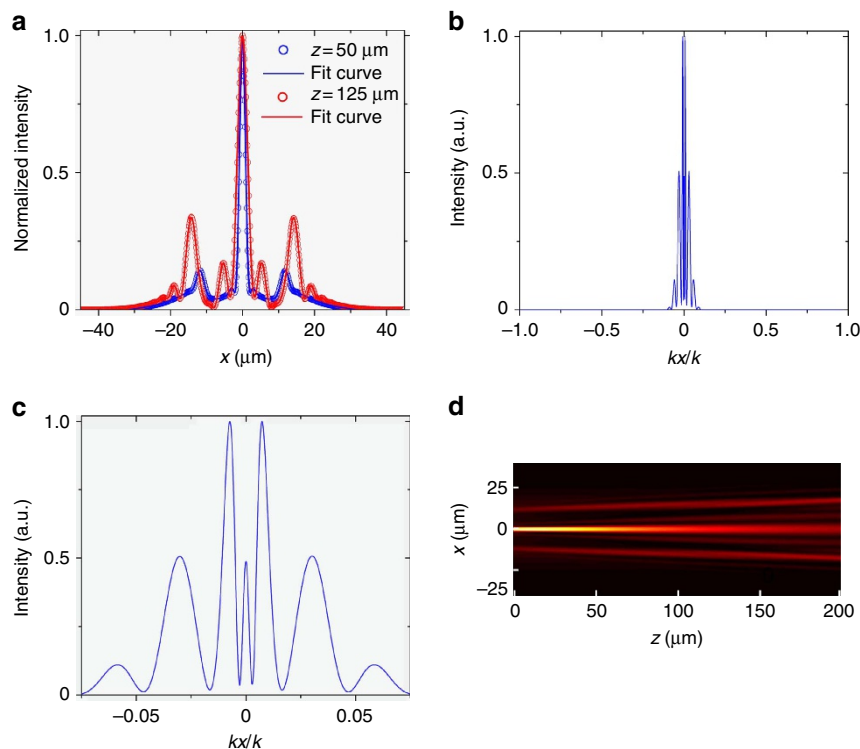 a
1.0
0.5
0
Normalized intensity
z = 50 μm
Fit curve
z = 125 μm
Fit curve
−40
−20
0
20
40
x (μm)
b
1.0
0.5
0
Intensity (a.u.)
−1.0
−0.5
0
0.5
1.0
kx/k
c
1.0
0.5
0
Intensity (a.u.)
−0.05
0
0.05
kx/k
d
25
0
−25
x (μm)
0
50
100
150
200
z (μm)